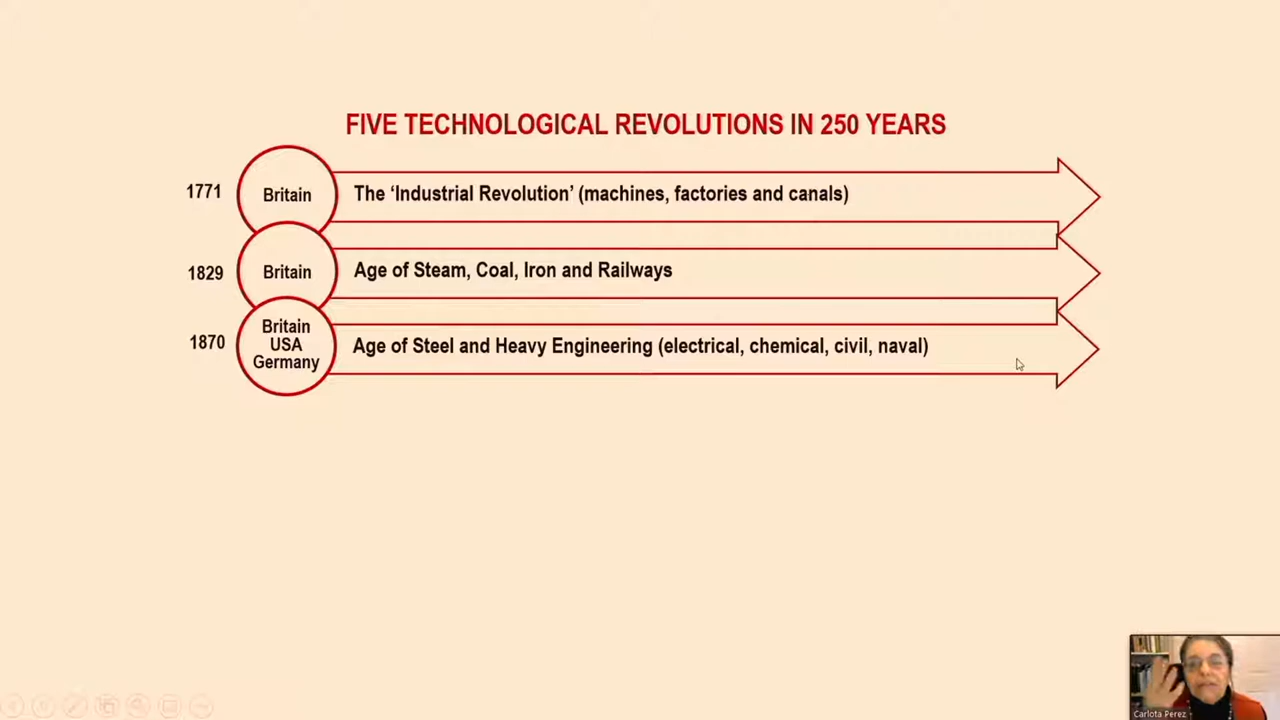 FIVE TECHNOLOGICAL REVOLUTIONS IN 250 YEARS
1771
Britain
The ‘Industrial Revolution’ (machines, factories and canals)
1829
Britain
Age of Steam, Coal, Iron and Railways
1870
Britain
USA
Germany
Age of Steel and Heavy Engineering (electrical, chemical, civil, naval)
Carlota Perez